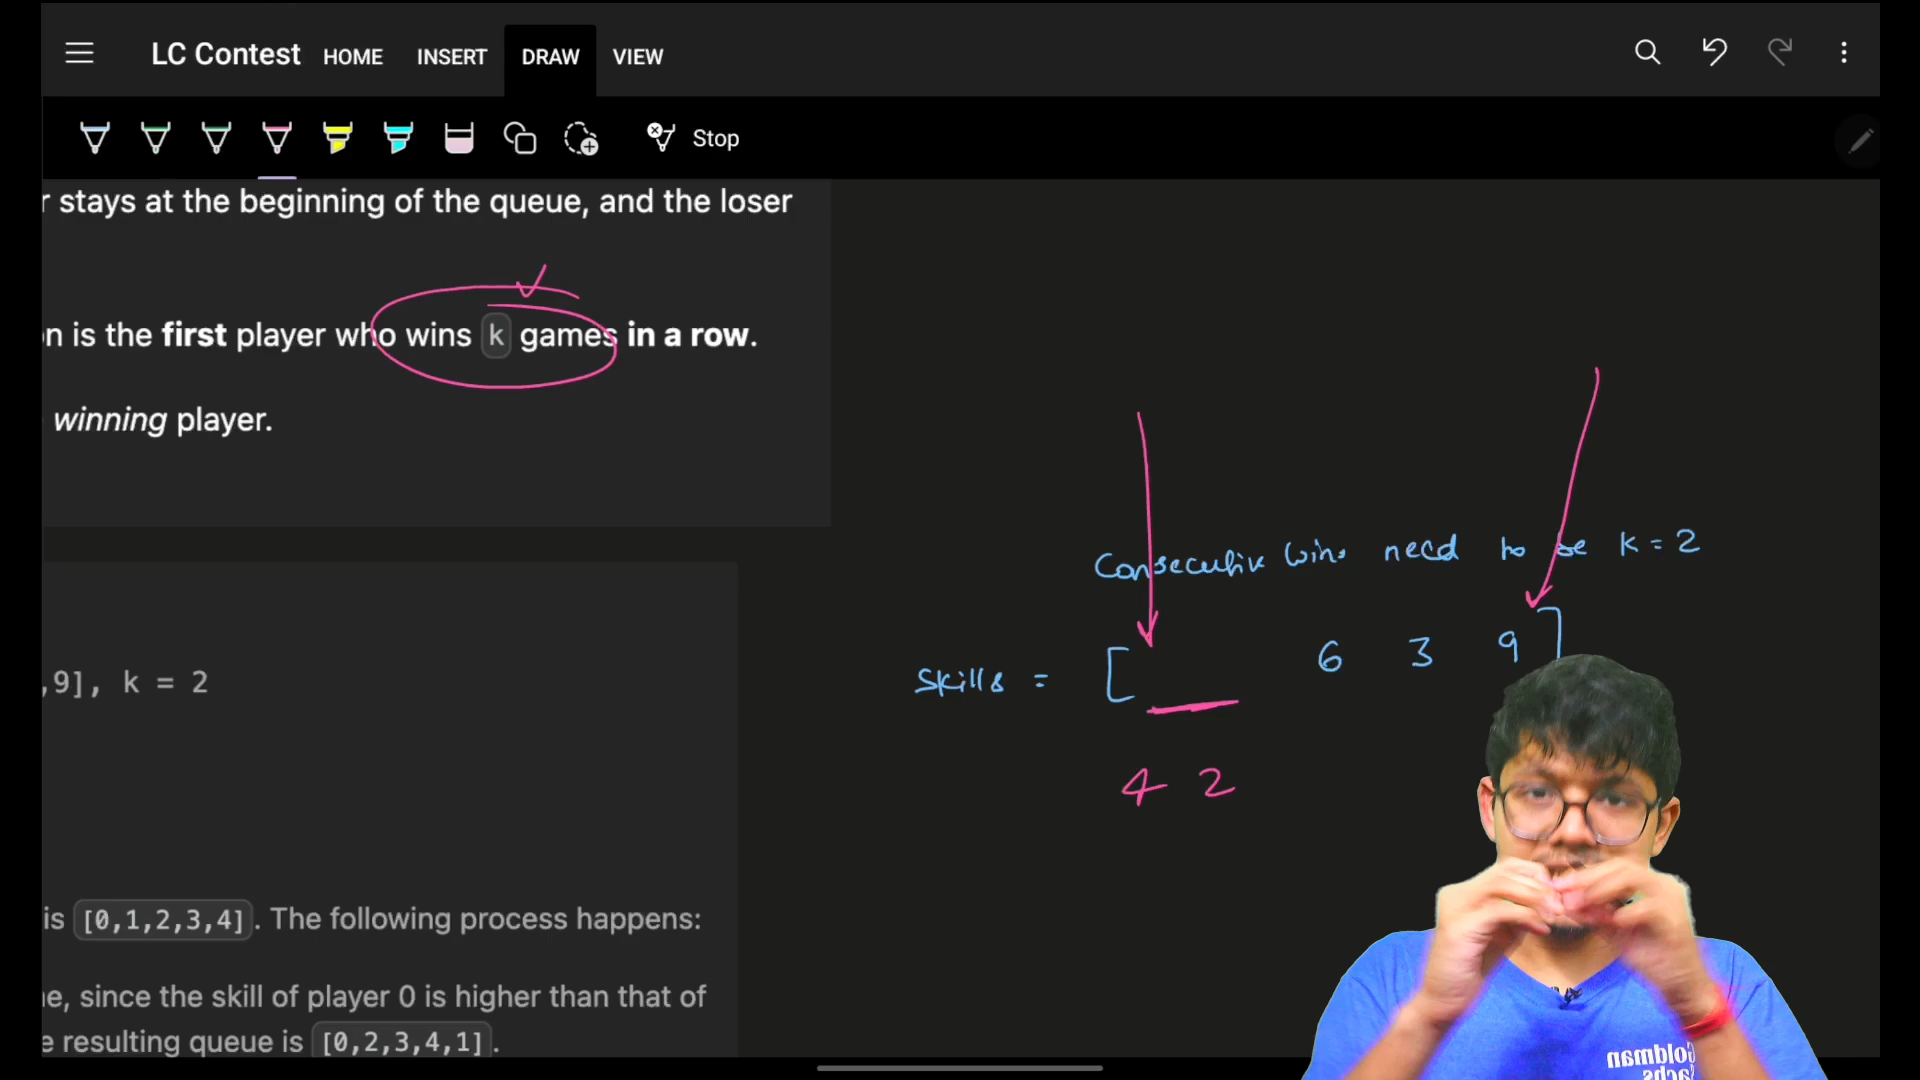 LC Contest HOME INSERT DRAW VIEW
Stop
r stays at the beginning of the queue, and the loser
n is the first player who wins k games in a row.
winning player.
Consecutive wins need to be k = 2
Skills = [ 6 3 9 ]
4 2
,9], k = 2
is [0,1,2,3,4]. The following process happens:
e, since the skill of player 0 is higher than that of
e resulting queue is [0,2,3,4,1].
Goldman
Sachs